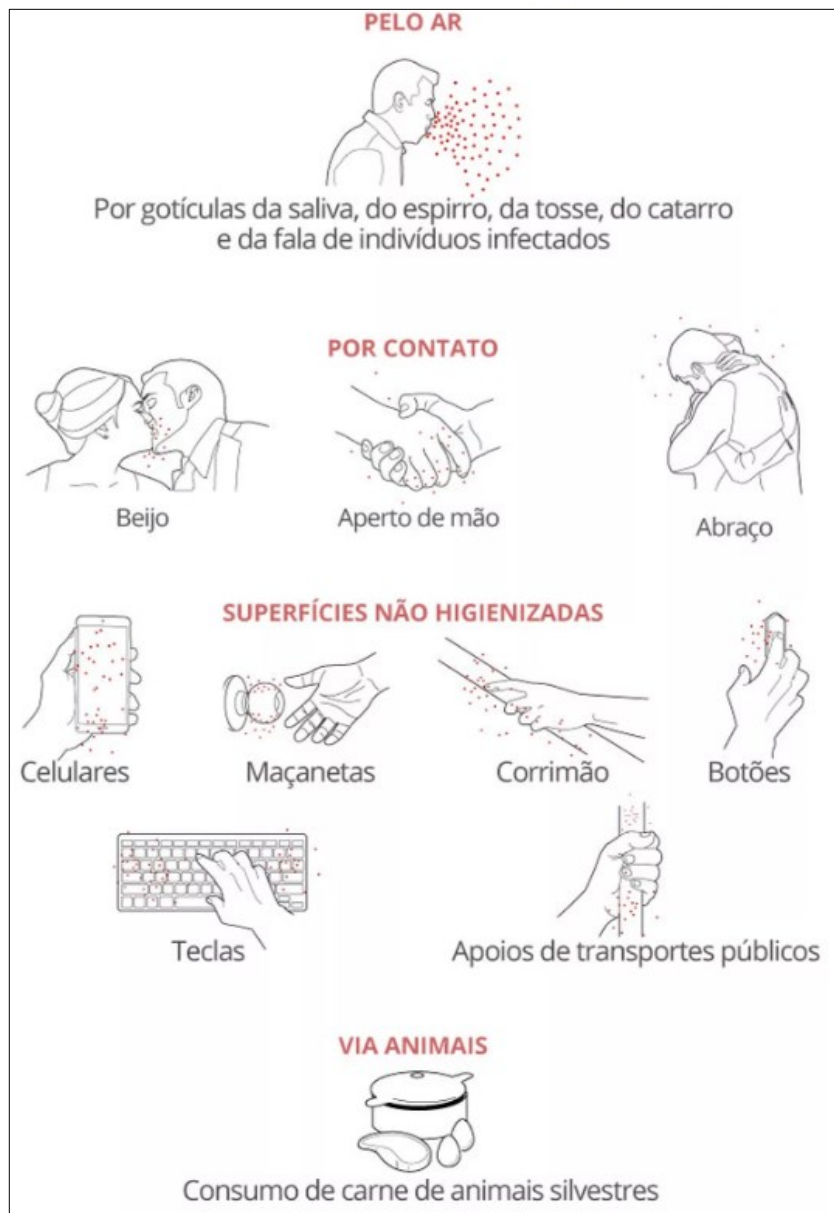 PELO AR
Por gotículas da saliva, do espirro, da tosse, do catarro
e da fala de indivíduos infectados
POR CONTATO
Beijo
Aperto de mão
Abraço
SUPERFÍCIES NÃO HIGIENIZADAS
Celulares
Maçanetas
Corrimão
Botões
Teclas
Apoios de transportes públicos
VIA ANIMAIS
Consumo de carne de animais silvestres